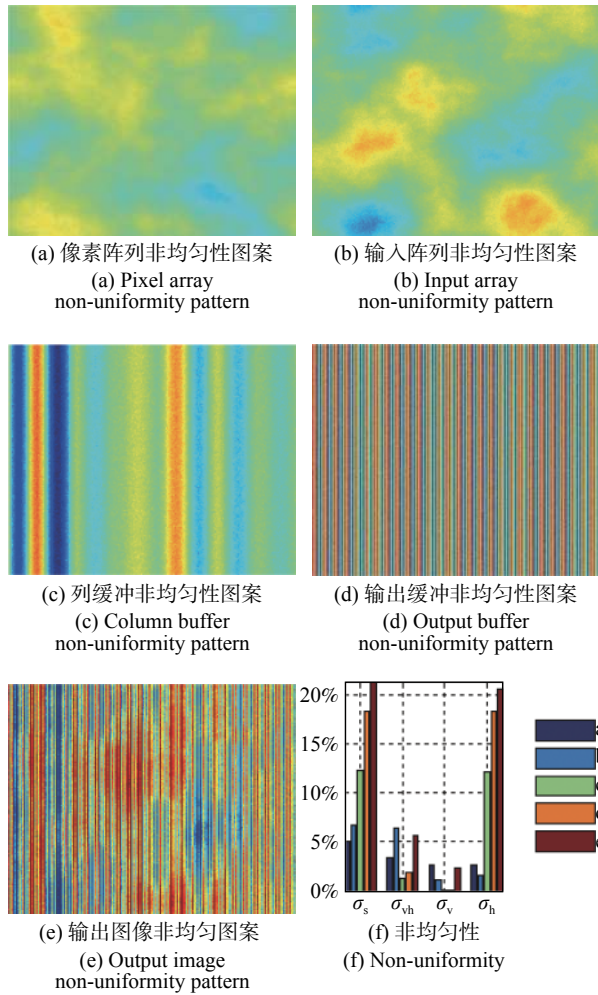 (a) 像素阵列非均匀性图案
(a) Pixel array
non-uniformity pattern
(b) 输入阵列非均匀性图案
(b) Input array
non-uniformity pattern
(c) 列缓冲非均匀性图案
(c) Column buffer
non-uniformity pattern
(d) 输出缓冲非均匀性图案
(d) Output buffer
non-uniformity pattern
(e) 输出图像非均匀图案
(e) Output image
non-uniformity pattern
20%
15%
10%
5%
0%
σs σvh σv σh
(f) 非均匀性
(f) Non-uniformity